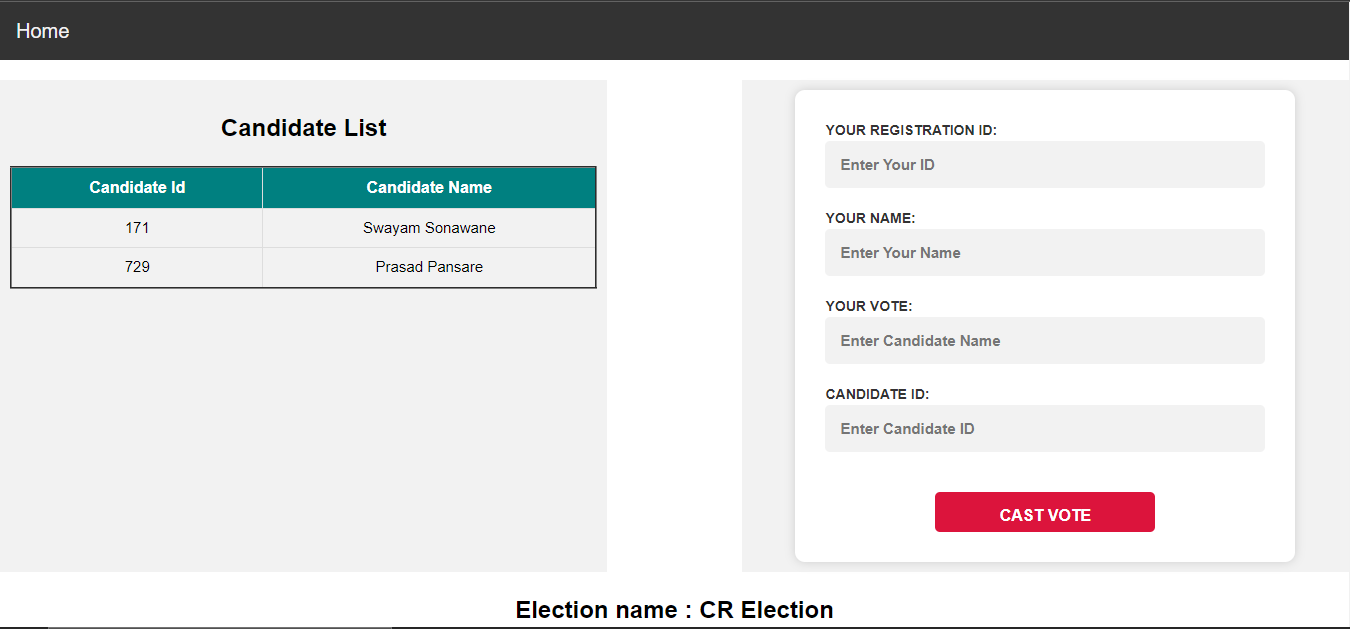 Home
Candidate List
Candidate Id Candidate Name
171 Swayam Sonawane
729 Prasad Pansare
YOUR REGISTRATION ID:
Enter Your ID
YOUR NAME:
Enter Your Name
YOUR VOTE:
Enter Candidate Name
CANDIDATE ID:
Enter Candidate ID
CAST VOTE
Election name : CR Election